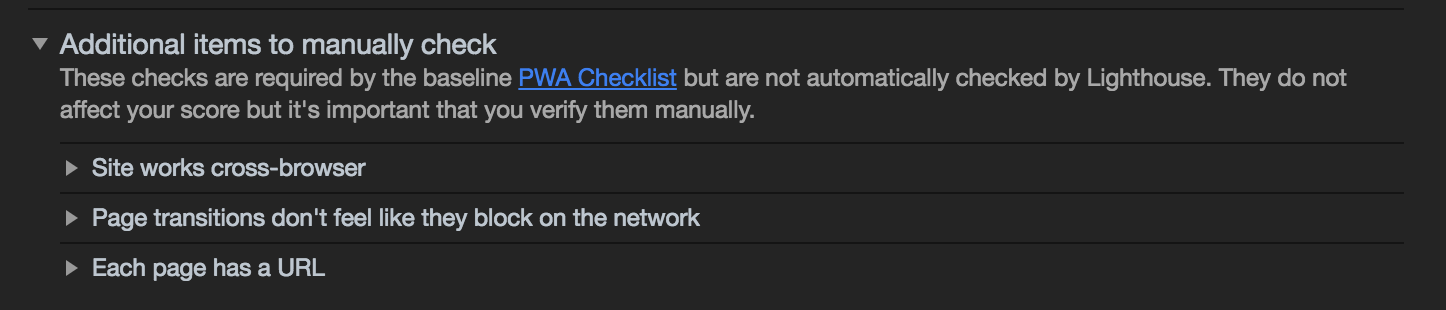 Additional items to manually check
These checks are required by the baseline PWA Checklist but are not automatically checked by Lighthouse. They do not
affect your score but it's important that you verify them manually.
Site works cross-browser
Page transitions don't feel like they block on the network
Each page has a URL